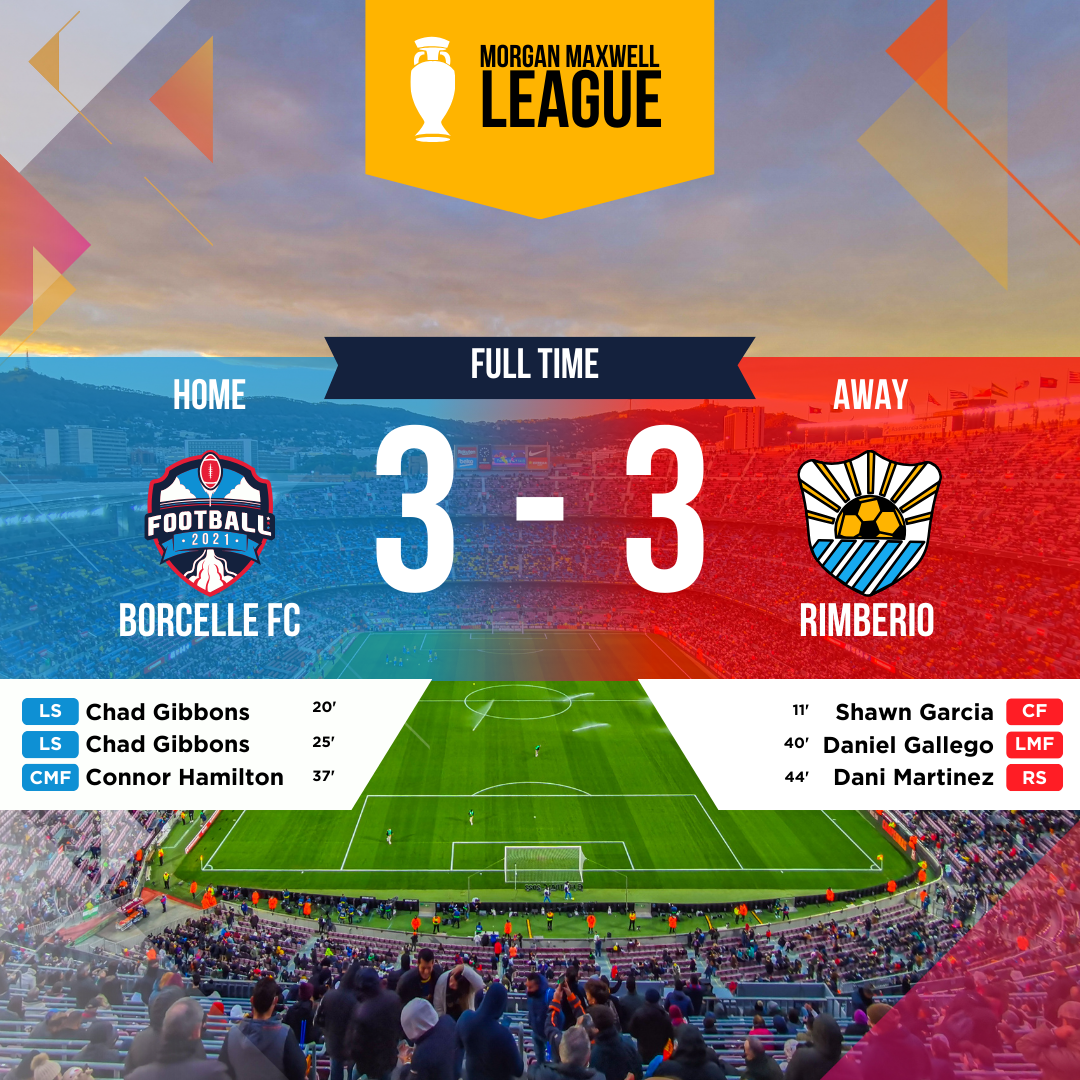 MORGAN MAXWELL
LEAGUE
FULL TIME
HOME
AWAY
3 - 3
FOOTBALL
· 2021 ·
BORCELLE FC
RIMBERIO
LS Chad Gibbons 20'
LS Chad Gibbons 25'
CMF Connor Hamilton 37'
11' Shawn Garcia CF
40' Daniel Gallego LMF
44' Dani Martinez RS